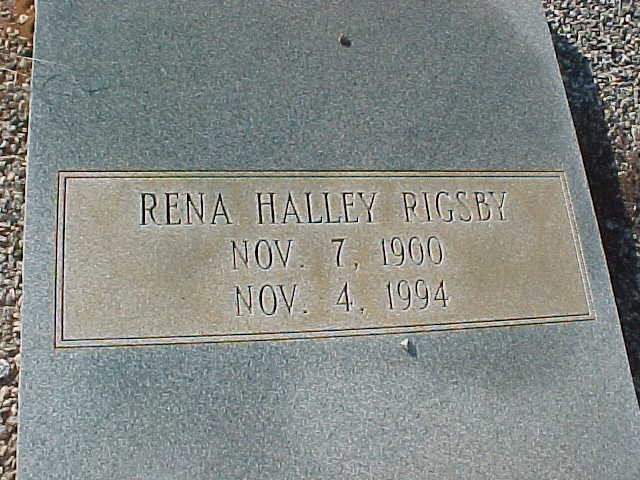 RENA HALLEY RIGSBY
NOV. 7, 1900
NOV. 4, 1994